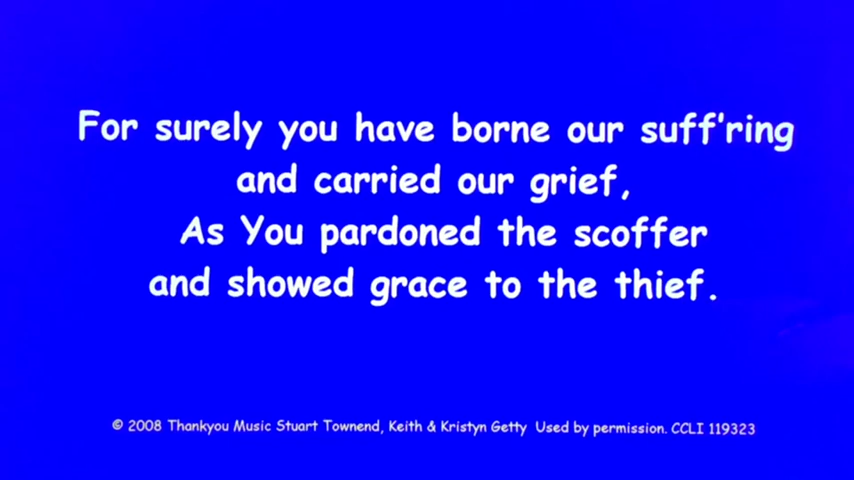 For surely you have borne our suff'ring
and carried our grief,
As You pardoned the scoffer
and showed grace to the thief.
© 2008 Thankyou Music Stuart Townend, Keith & Kristyn Getty Used by permission. CCLI 119323